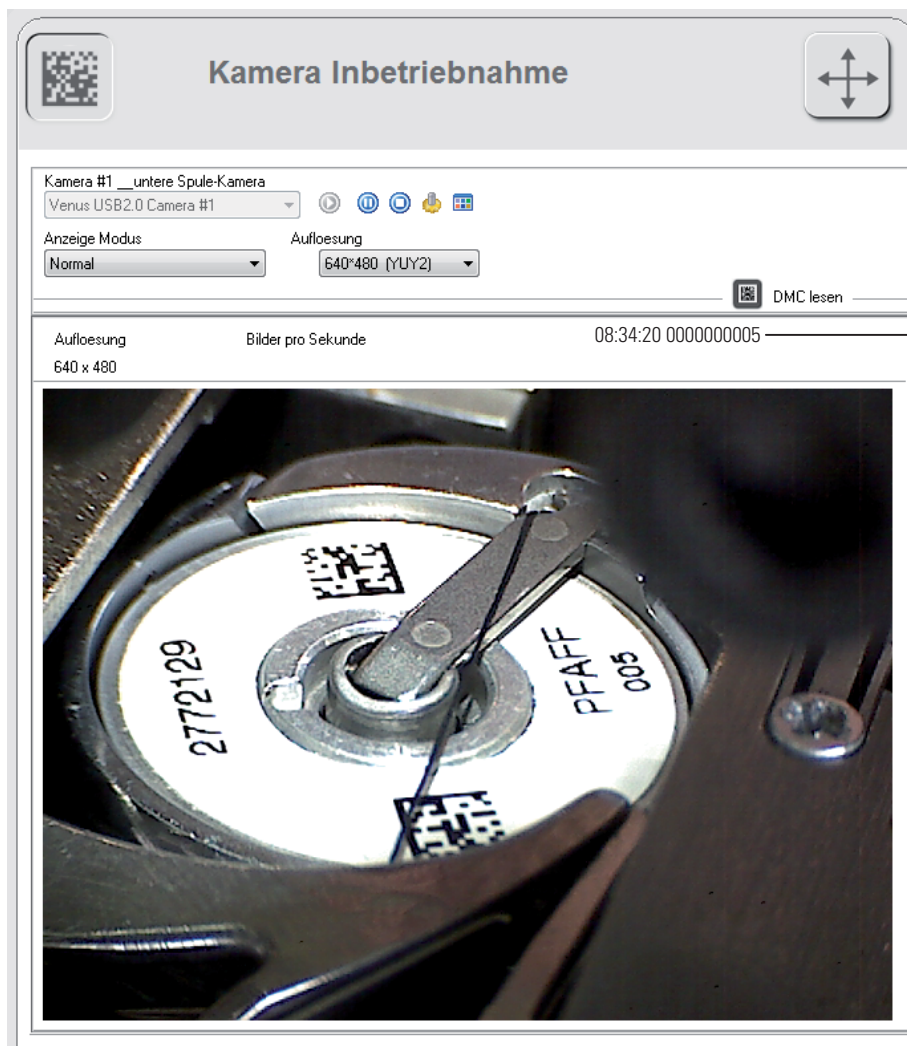 Kamera Inbetriebnahme
Kamera #1 __untere Spule-Kamera
Venus USB2.0 Camera #1
Anzeige Modus
Aufloesung
Normal
640*480 (YUY2)
DMC lesen
Aufloesung
Bilder pro Sekunde
08:34:20 0000000005
640 x 480
2772129
PFAFF
005